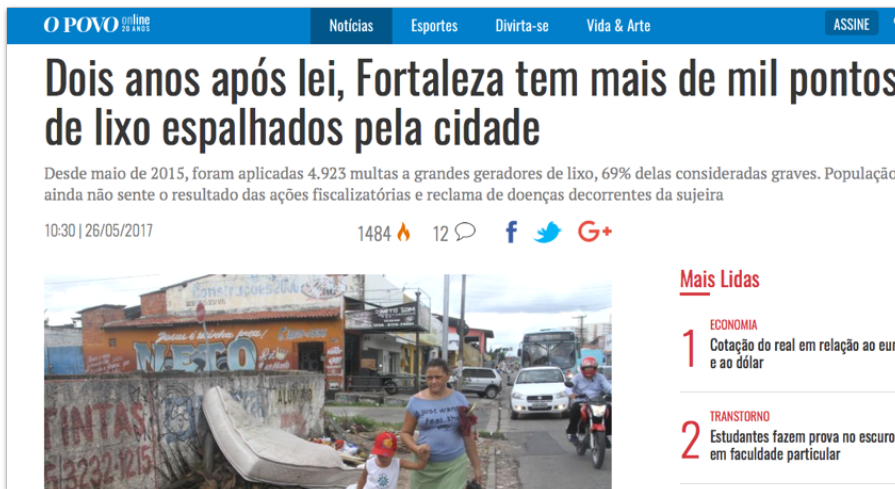 O POVO online
20 ANOS
Notícias Esportes Divirta-se Vida & Arte ASSINE
Dois anos após lei, Fortaleza tem mais de mil pontos
de lixo espalhados pela cidade
Desde maio de 2015, foram aplicadas 4.923 multas a grandes geradores de lixo, 69% delas consideradas graves. População
ainda não sente o resultado das ações fiscalizatórias e reclama de doenças decorrentes da sujeira
10:30 | 26/05/2017
1484 12 f G+
Mais Lidas
1 ECONOMIA
Cotação do real em relação ao eur
e ao dólar
2 TRANSTORNO
Estudantes fazem prova no escuro
em faculdade particular
NETO
TINTAS
3232-1215
I just want